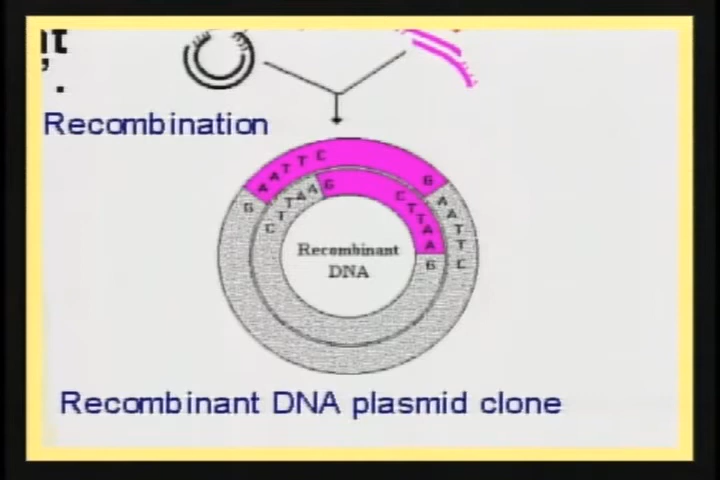 Recombination
G A A T T C G A A T T C
C T T A A G C T T A A G
Recombinant
DNA
Recombinant DNA plasmid clone